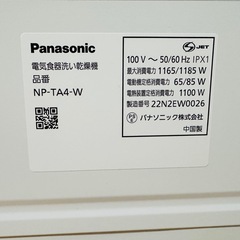 Panasonic
電気食器洗い乾燥機
品番
NP-TA4-W
JET
100 V～50/60 Hz IPX1
最大消費電力 1165/1185 W
電動機定格消費電力 65/85 W
電熱装置定格消費電力 1100 W
製造番号 22N2EW0026
パナソニック株式会社
中国製